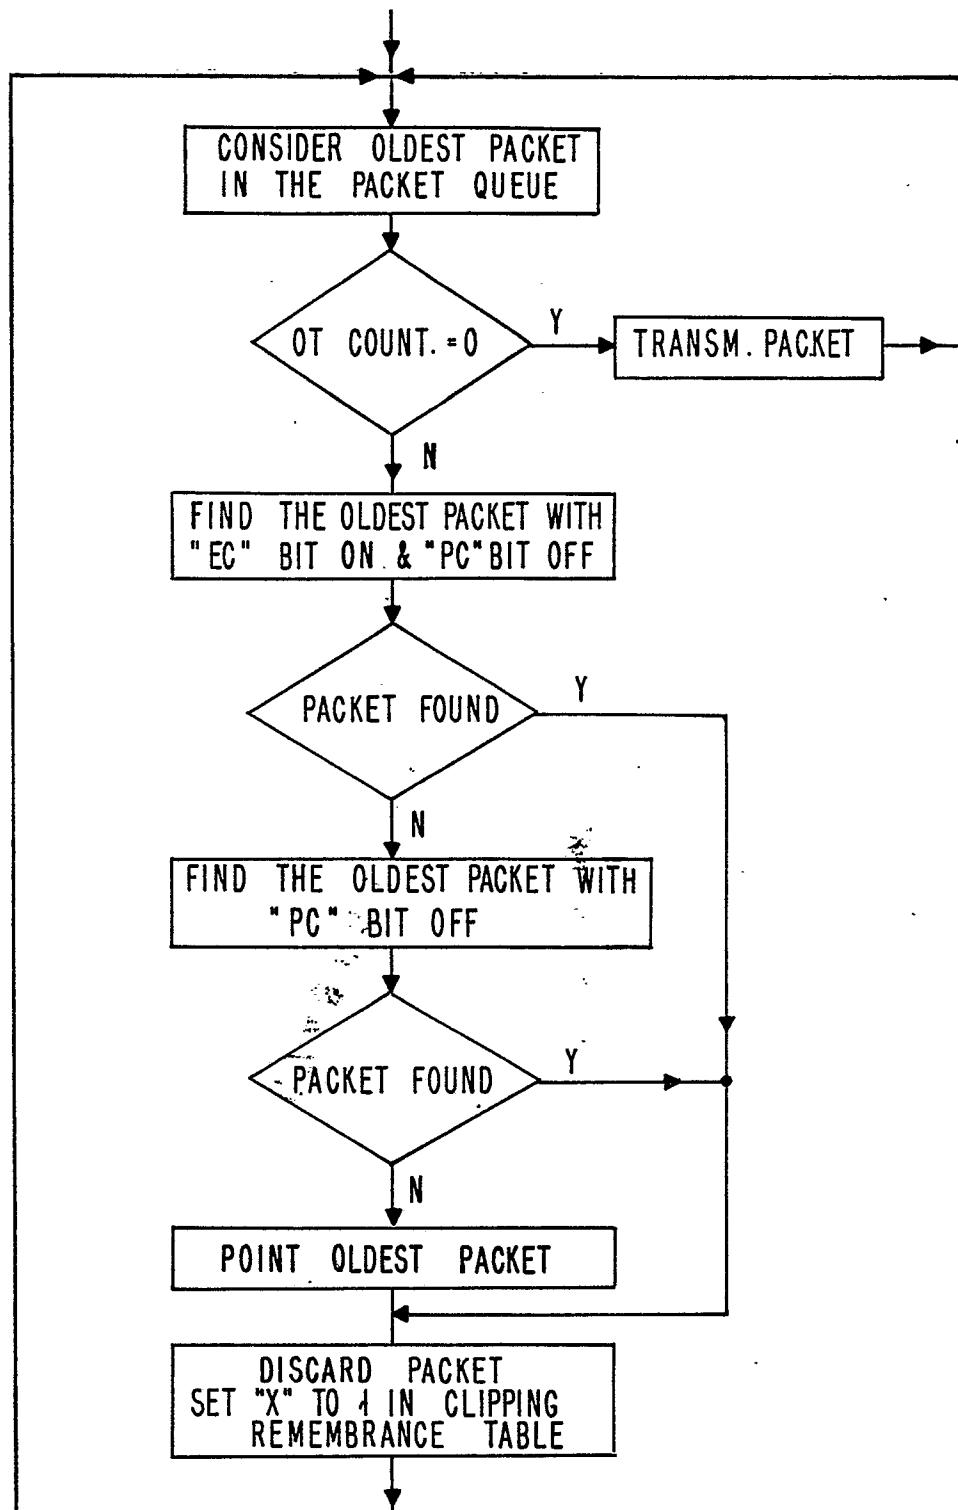 CONSIDER OLDEST PACKET
IN THE PACKET QUEUE
OT COUNT. = 0
Y
TRANSM. PACKET
N
FIND THE OLDEST PACKET WITH
"EC" BIT ON & "PC" BIT OFF
PACKET FOUND
Y
N
FIND THE OLDEST PACKET WITH
"PC" BIT OFF
PACKET FOUND
Y
N
POINT OLDEST PACKET
DISCARD PACKET
SET "X" TO 1 IN CLIPPING
REMEMBRANCE TABLE